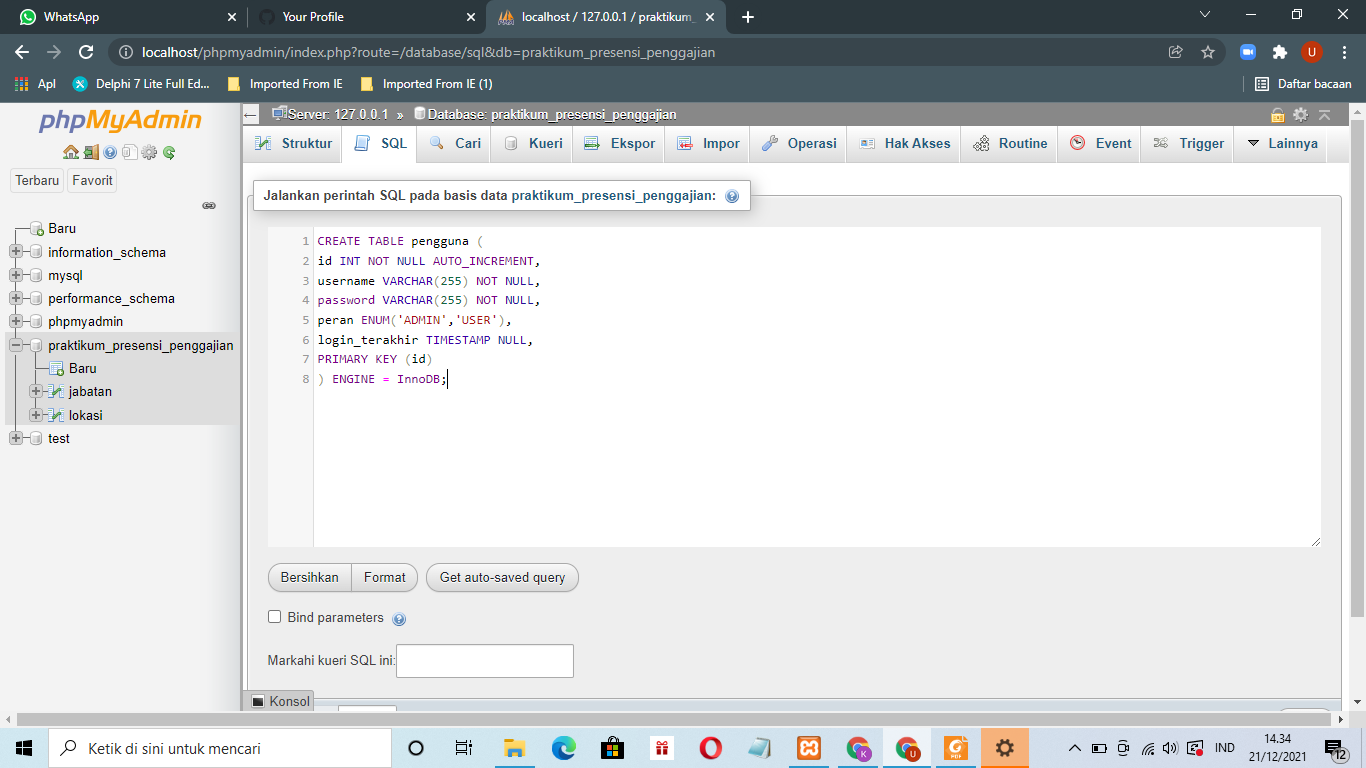 WhatsApp
Your Profile
localhost / 127.0.0.1 / praktikum_
localhost/phpmyadmin/index.php?route=/database/sql&db=praktikum_presensi_penggajian
U
Apl
Delphi 7 Lite Full Ed...
Imported From IE
Imported From IE (1)
Daftar bacaan
phpMyAdmin
Terbaru
Favorit
Baru
information_schema
mysql
performance_schema
phpmyadmin
praktikum_presensi_penggajian
Baru
jabatan
lokasi
test
Server: 127.0.0.1 » Database: praktikum_presensi_penggajian
Struktur
SQL
Cari
Kueri
Ekspor
Impor
Operasi
Hak Akses
Routine
Event
Trigger
Lainnya
Jalankan perintah SQL pada basis data praktikum_presensi_penggajian:
1 CREATE TABLE pengguna (
2 id INT NOT NULL AUTO_INCREMENT,
3 username VARCHAR(255) NOT NULL,
4 password VARCHAR(255) NOT NULL,
5 peran ENUM('ADMIN','USER'),
6 login_terakhir TIMESTAMP NULL,
7 PRIMARY KEY (id)
8 ) ENGINE = InnoDB;
Bersihkan
Format
Get auto-saved query
Bind parameters
Markahi kueri SQL ini:
Konsol
Ketik di sini untuk mencari
K
U
PDF
IND
14.34
21/12/2021
12